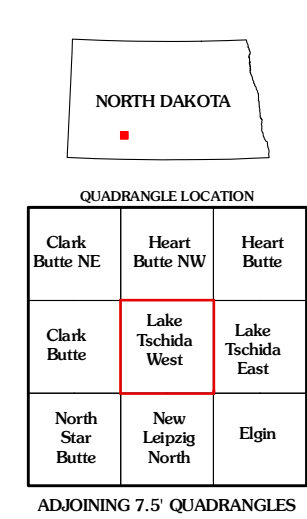 NORTH DAKOTA
QUADRANGLE LOCATION
Clark
Butte NE
Heart
Butte NW
Heart
Butte
Clark
Butte
Lake
Tschida
West
Lake
Tschida
East
North
Star
Butte
New
Leipzig
North
Elgin
ADJOINING 7.5' QUADRANGLES